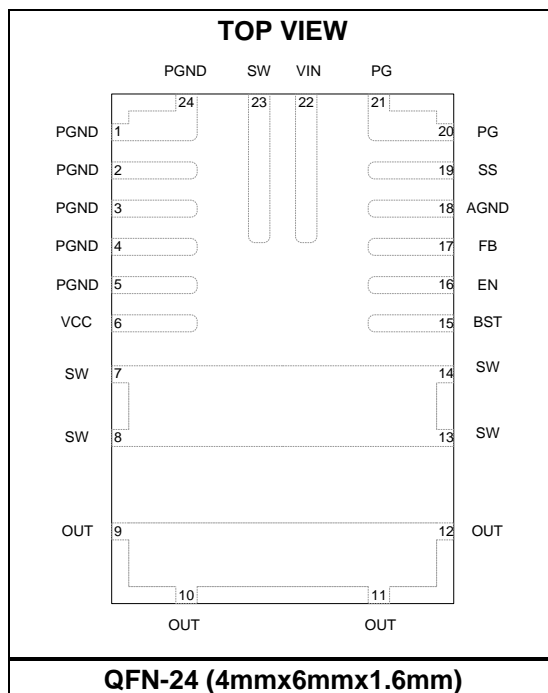 TOP VIEW
PGND SW VIN PG
24 23 22 21
PGND 1 20 PG
PGND 2 19 SS
PGND 3 18 AGND
PGND 4 17 FB
PGND 5 16 EN
VCC 6 15 BST
SW 7 14 SW
SW 8 13 SW
OUT 9 12 OUT
10 11
OUT OUT
QFN-24 (4mmx6mmx1.6mm)